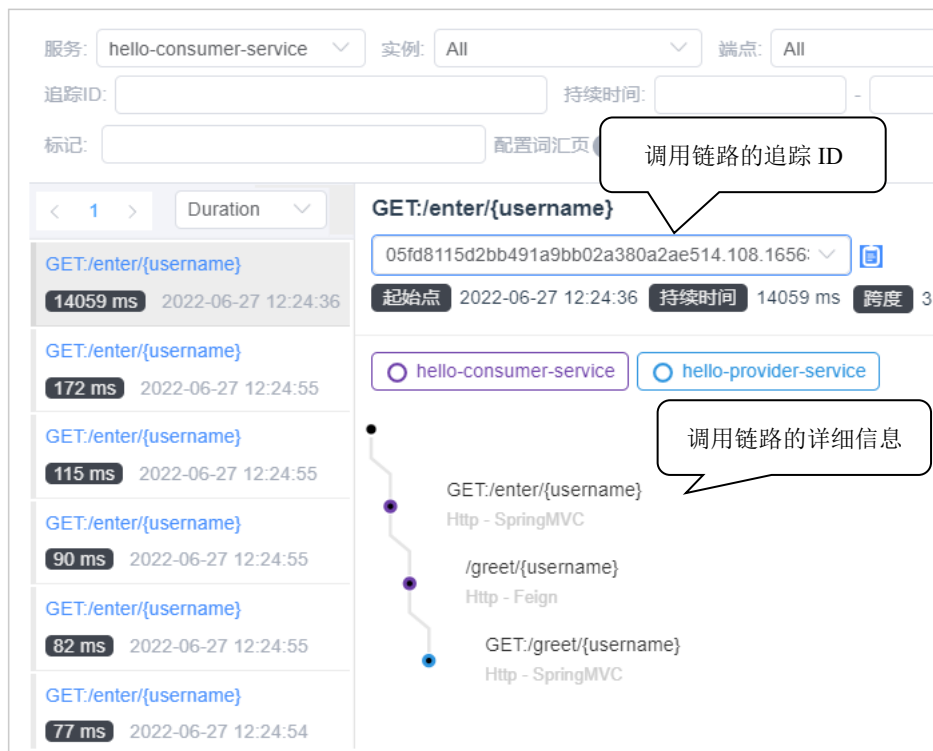 服务: hello-consumer-service 实例: All 端点: All
追踪ID: 持续时间: -
标记: 配置词汇页
调用链路的追踪 ID
< 1 > Duration
GET:/enter/{username}
05fd8115d2bb491a9bb02a380a2ae514.108.1656
起始点 2022-06-27 12:24:36 持续时间 14059 ms 跨度 3
GET:/enter/{username}
14059 ms 2022-06-27 12:24:36
GET:/enter/{username}
172 ms 2022-06-27 12:24:55
GET:/enter/{username}
115 ms 2022-06-27 12:24:55
GET:/enter/{username}
90 ms 2022-06-27 12:24:55
GET:/enter/{username}
82 ms 2022-06-27 12:24:55
GET:/enter/{username}
77 ms 2022-06-27 12:24:54
hello-consumer-service hello-provider-service
调用链路的详细信息
GET:/enter/{username}
Http - SpringMVC
/greet/{username}
Http - Feign
GET:/greet/{username}
Http - SpringMVC